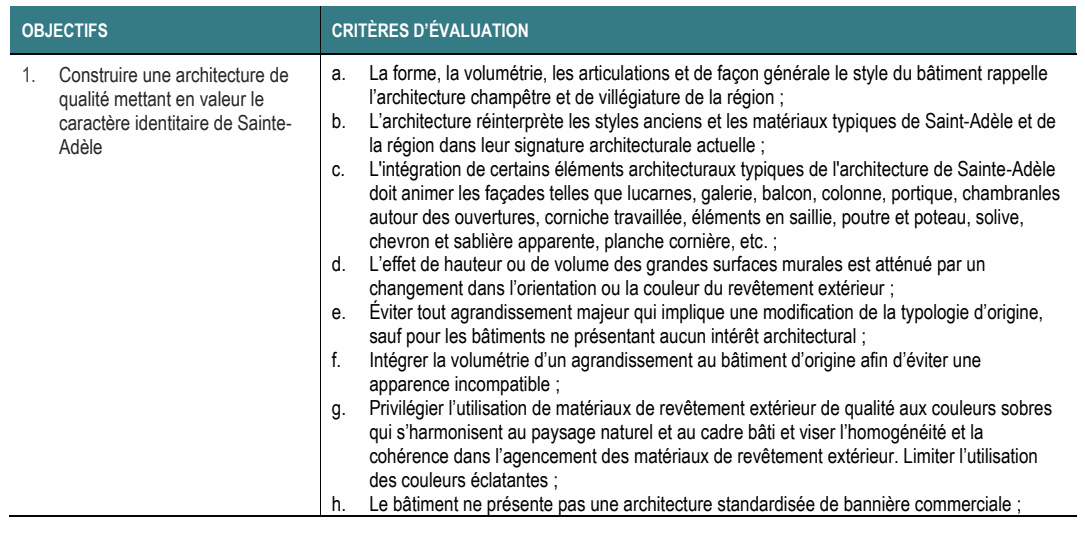 OBJECTIFS
CRITÈRES D’ÉVALUATION
1. Construire une architecture de
qualité mettant en valeur le
caractère identitaire de Sainte-
Adèle
a. La forme, la volumétrie, les articulations et de façon générale le style du bâtiment rappelle
l’architecture champêtre et de villégiature de la région ;
b. L’architecture réinterprète les styles anciens et les matériaux typiques de Saint-Adèle et de
la région dans leur signature architecturale actuelle ;
c. L'intégration de certains éléments architecturaux typiques de l'architecture de Sainte-Adèle
doit animer les façades telles que lucarnes, galerie, balcon, colonne, portique, chambranles
autour des ouvertures, corniche travaillée, éléments en saillie, poutre et poteau, solive,
chevron et sablière apparente, planche cornière, etc. ;
d. L’effet de hauteur ou de volume des grandes surfaces murales est atténué par un
changement dans l’orientation ou la couleur du revêtement extérieur ;
e. Éviter tout agrandissement majeur qui implique une modification de la typologie d’origine,
sauf pour les bâtiments ne présentant aucun intérêt architectural ;
f. Intégrer la volumétrie d’un agrandissement au bâtiment d’origine afin d’éviter une
apparence incompatible ;
g. Privilégier l’utilisation de matériaux de revêtement extérieur de qualité aux couleurs sobres
qui s’harmonisent au paysage naturel et au cadre bâti et viser l’homogénéité et la
cohérence dans l’agencement des matériaux de revêtement extérieur. Limiter l’utilisation
des couleurs éclatantes ;
h. Le bâtiment ne présente pas une architecture standardisée de bannière commerciale ;